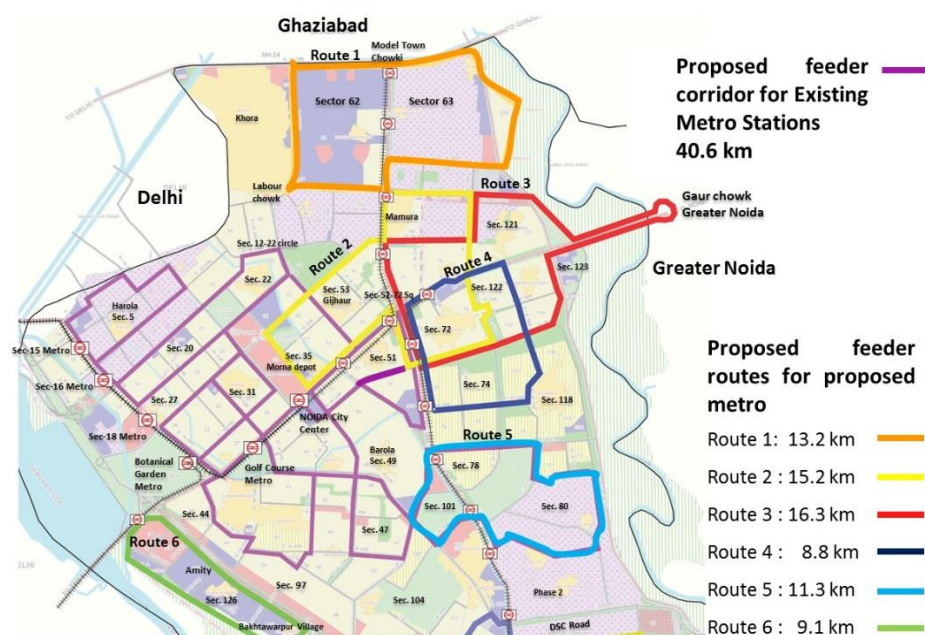 Ghaziabad
TO GHAZIABAD
NH-24
Route 1
Model Town
Chowki
TO DELHI
Sector 62
Sector 63
Khora
Labour
chowk
Delhi
DELHI
Mamura
Route 3
Sec. 121
Gaur chowk
Greater Noida
Greater Noida
Sec. 12-22 circle
Route 2
Route 4
Sec. 123
Sec. 22
Sec. 53
Gijhaur
Sec-52-72 Sq
Sec. 122
Harola
Sec. 5
Sec. 72
Sec. 20
Sec. 35
Morna depot
Sec. 51
Sec-15 Metro
Sec-16 Metro
Sec. 27
Sec. 31
Sec. 74
Sec. 118
NOIDA City
Center
Sec-18 Metro
Route 5
Botanical
Garden
Metro
Golf Course
Metro
Barola
Sec. 49
Sec. 78
Sec. 44
Sec. 47
Sec. 101
Sec. 80
Route 6
Amity
Sec. 126
Sec. 97
Sec. 104
Phase 2
Bakhtawarpur Village
DSC Road
DELHI
Proposed feeder
corridor for Existing
Metro Stations
40.6 km
Proposed feeder
routes for proposed
metro
Route 1: 13.2 km
Route 2 : 15.2 km
Route 3 : 16.3 km
Route 4 : 8.8 km
Route 5 : 11.3 km
Route 6 : 9.1 km